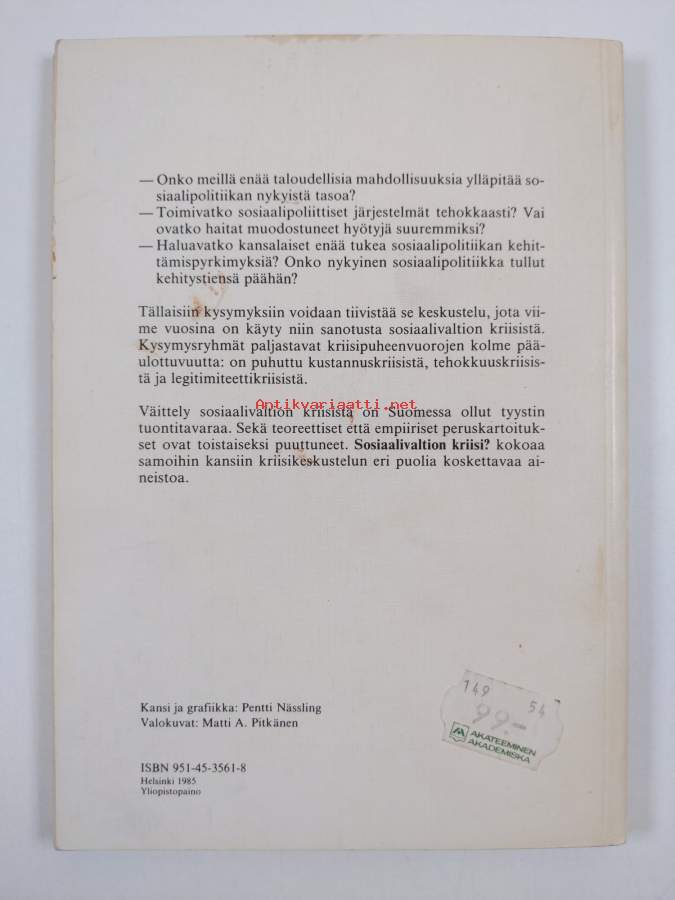 — Onko meillä enää taloudellisia mahdollisuuksia ylläpitää so-
siaalipolitiikan nykyistä tasoa?
— Toimivatko sosiaalipoliittiset järjestelmät tehokkaasti? Vai
ovatko haitat muodostuneet hyötyjä suuremmiksi?
— Haluavatko kansalaiset enää tukea sosiaalipolitiikan kehit-
tämispyrkimyksiä? Onko nykyinen sosiaalipolitiikka tullut
kehitystiensä päähän?
Tällaisiin kysymyksiin voidaan tiivistää se keskustelu, jota vii-
me vuosina on käyty niin sanotusta sosiaalivaltion kriisistä.
Kysymysryhmät paljastavat kriisipuheenvuorojen kolme pää-
ulottuvuutta: on puhuttu kustannuskriisistä, tehokkuuskriisis-
tä ja legitimiteettikriisistä.
Antikvariaatti.net
Väittely sosiaalivaltion kriisistä on Suomessa ollut tyystin
tuontitavaraa. Sekä teoreettiset että empiiriset peruskartoituk-
set ovat toistaiseksi puuttuneet. Sosiaalivaltion kriisi? kokoaa
samoihin kansiin kriisikeskustelun eri puolia koskettavaa ai-
neistoa.
Kansi ja grafiikka: Pentti Nässling
Valokuvat: Matti A. Pitkänen
149 54
99.-
AKATEEMINEN
AKADEMISKA
ISBN 951-45-3561-8
Helsinki 1985
Yliopistopaino